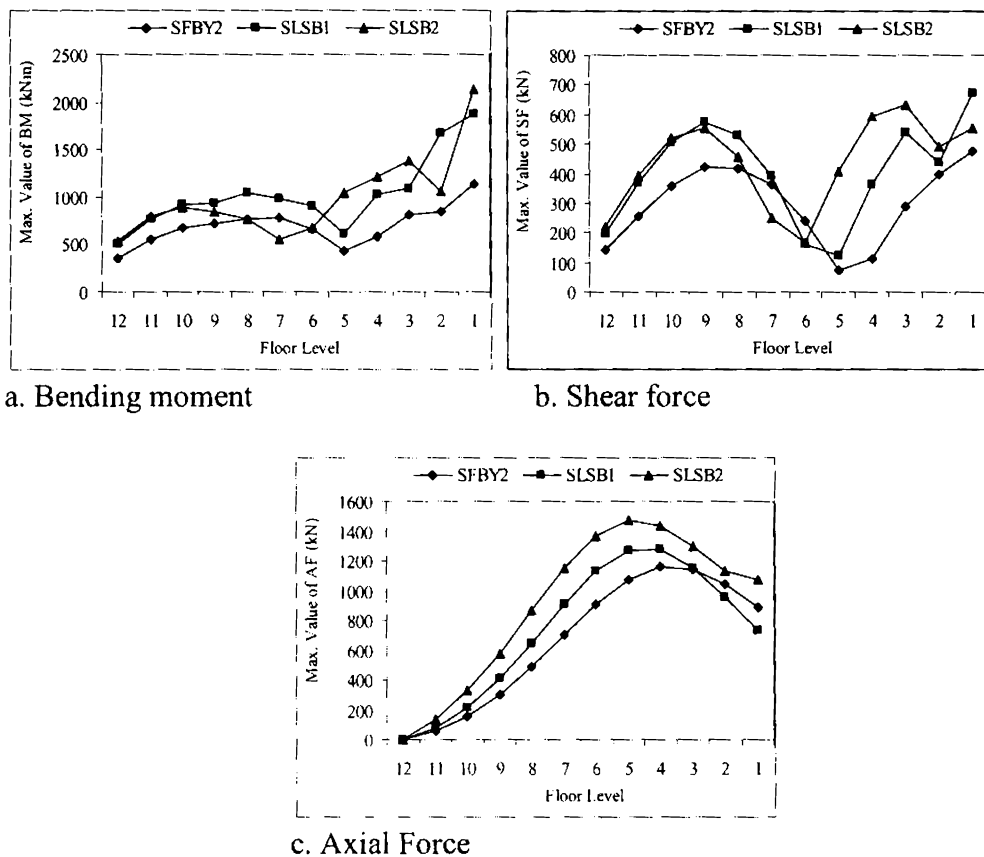 SFBY2 SLSB1 SLSB2
Max. Value of BM (kNm)
2500
2000
1500
1000
500
0
12 11 10 9 8 7 6 5 4 3 2 1
Floor Level
a. Bending moment
SFBY2 SLSB1 SLSB2
Max. Value of SF (kN)
800
700
600
500
400
300
200
100
0
12 11 10 9 8 7 6 5 4 3 2 1
Floor Level
b. Shear force
SFBY2 SLSB1 SLSB2
Max. Value of AF (kN)
1600
1400
1200
1000
800
600
400
200
0
12 11 10 9 8 7 6 5 4 3 2 1
Floor Level
c. Axial Force